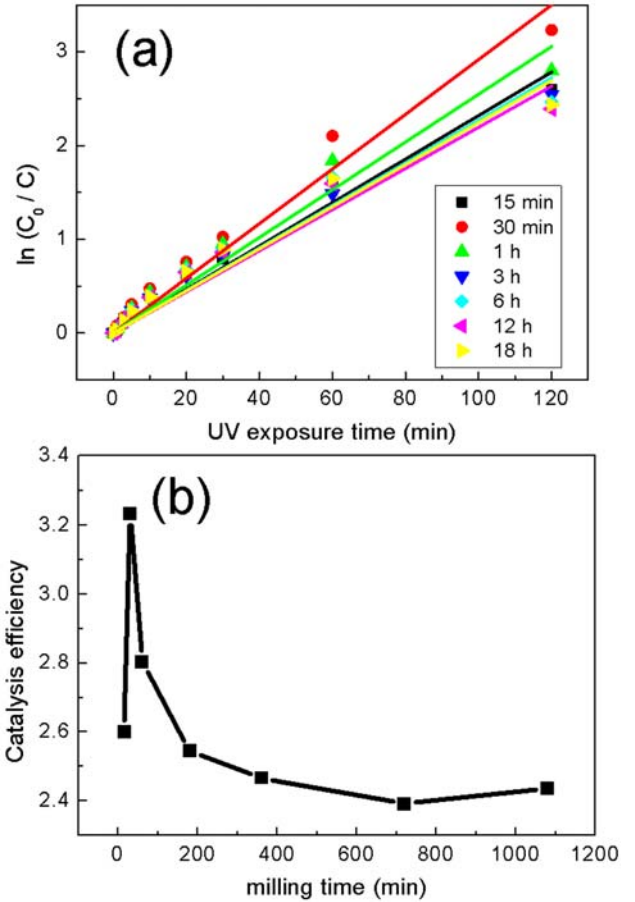 (a)
ln (C0 / C)
3
2
1
0
15 min
30 min
1 h
3 h
6 h
12 h
18 h
0 20 40 60 80 100 120
UV exposure time (min)
(b)
Catalysis efficiency
3.4
3.2
3.0
2.8
2.6
2.4
0 200 400 600 800 1000 1200
milling time (min)